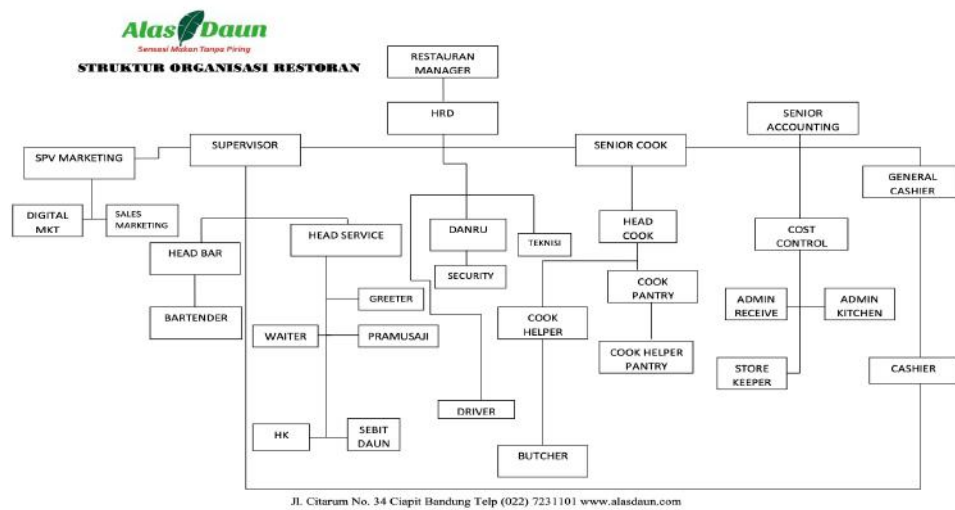 Alas Daun
Sensasi Makan Tanpa Piring
STRUKTUR ORGANISASI RESTORAN
RESTAURAN
MANAGER
HRD
SENIOR
ACCOUNTING
SPV MARKETING
SUPERVISOR
SENIOR COOK
GENERAL
CASHIER
DIGITAL
MKT
SALES
MARKETING
HEAD BAR
HEAD SERVICE
DANRU
TEKNISI
HEAD
COOK
COST
CONTROL
SECURITY
BARTENDER
GREETER
COOK
PANTRY
ADMIN
RECEIVE
ADMIN
KITCHEN
WAITER
PRAMUSAJI
COOK
HELPER
COOK HELPER
PANTRY
STORE
KEEPER
CASHIER
DRIVER
HK
SEBIT
DAUN
BUTCHER
Jl. Citarum No. 34 Ciapit Bandung Telp (022) 7231101 www.alasdaun.com